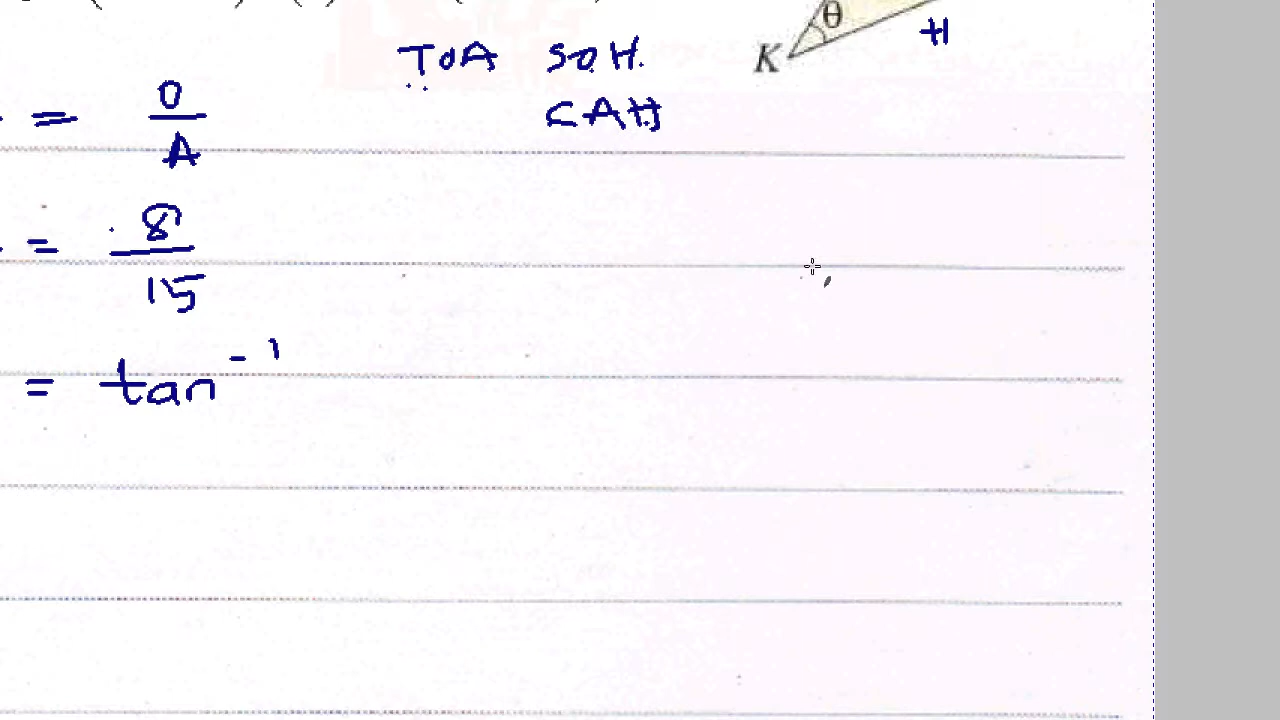 θ
K
H
TOA SOH
CAH
= O
A
= 8
15
= tan⁻¹